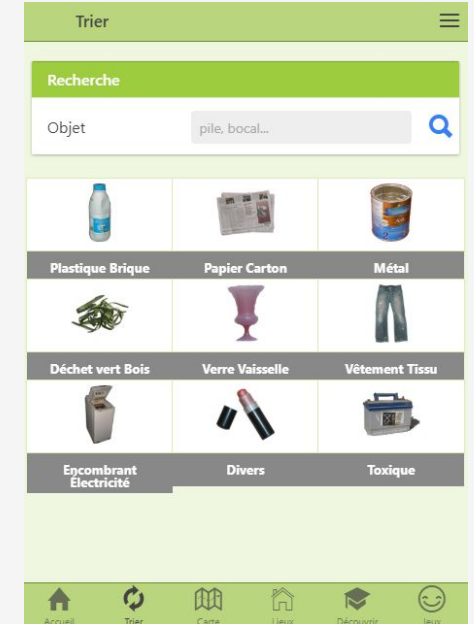 Trier
Recherche
Objet
pile, bocal...
Plastique Brique
Papier Carton
Métal
Déchet vert Bois
Verre Vaisselle
Vêtement Tissu
Encombrant
Électricité
Divers
Toxique
Accueil
Trier
Carte
Lieux
Découvrir
Jeux